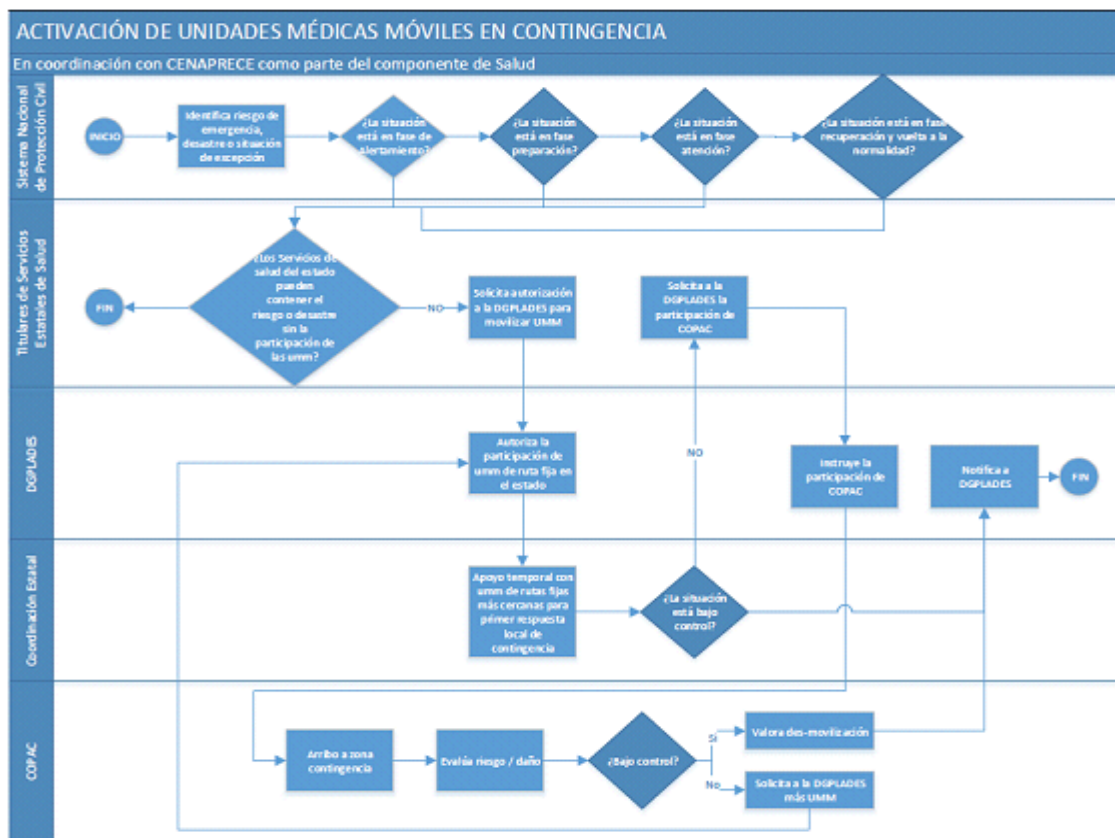 ACTIVACIÓN DE UNIDADES MÉDICAS MÓVILES EN CONTINGENCIA
En coordinación con CENAPRECE como parte del componente de Salud
Sistema Nacional
de Protección Civil
INICIO
Identifica riesgo de
emergencia,
desastre o situación
de excepción
¿La situación
está en fase de
Alertamiento?
¿La situación
está en fase
preparación?
¿La situación
está en fase
atención?
¿La situación está en fase
recuperación y vuelta a la
normalidad?
Titulares de Servicios
Estatales de Salud
FIN
¿Los Servicios de
salud del estado
pueden
contener el
riesgo o desastre
sin la
participación de
las umm?
NO
Solicita autorización
a la DGPLADES para
movilizar UMM
Solicita a la
DGPLADES la
participación de
COPAC
DGPLADES
Autoriza la
participación de
umm de ruta fija en
el estado
NO
Instruye la
participación de
COPAC
Notifica a
DGPLADES
FIN
Coordinación Estatal
Apoyo temporal con
umm de rutas fijas
más cercanas para
primer respuesta
local de
contingencia
¿La situación
está bajo
control?
COPAC
Arribo a zona
contingencia
Evalúa riesgo / daño
¿Bajo control?
Si
Valora des-movilización
No
Solicita a la DGPLADES
más UMM